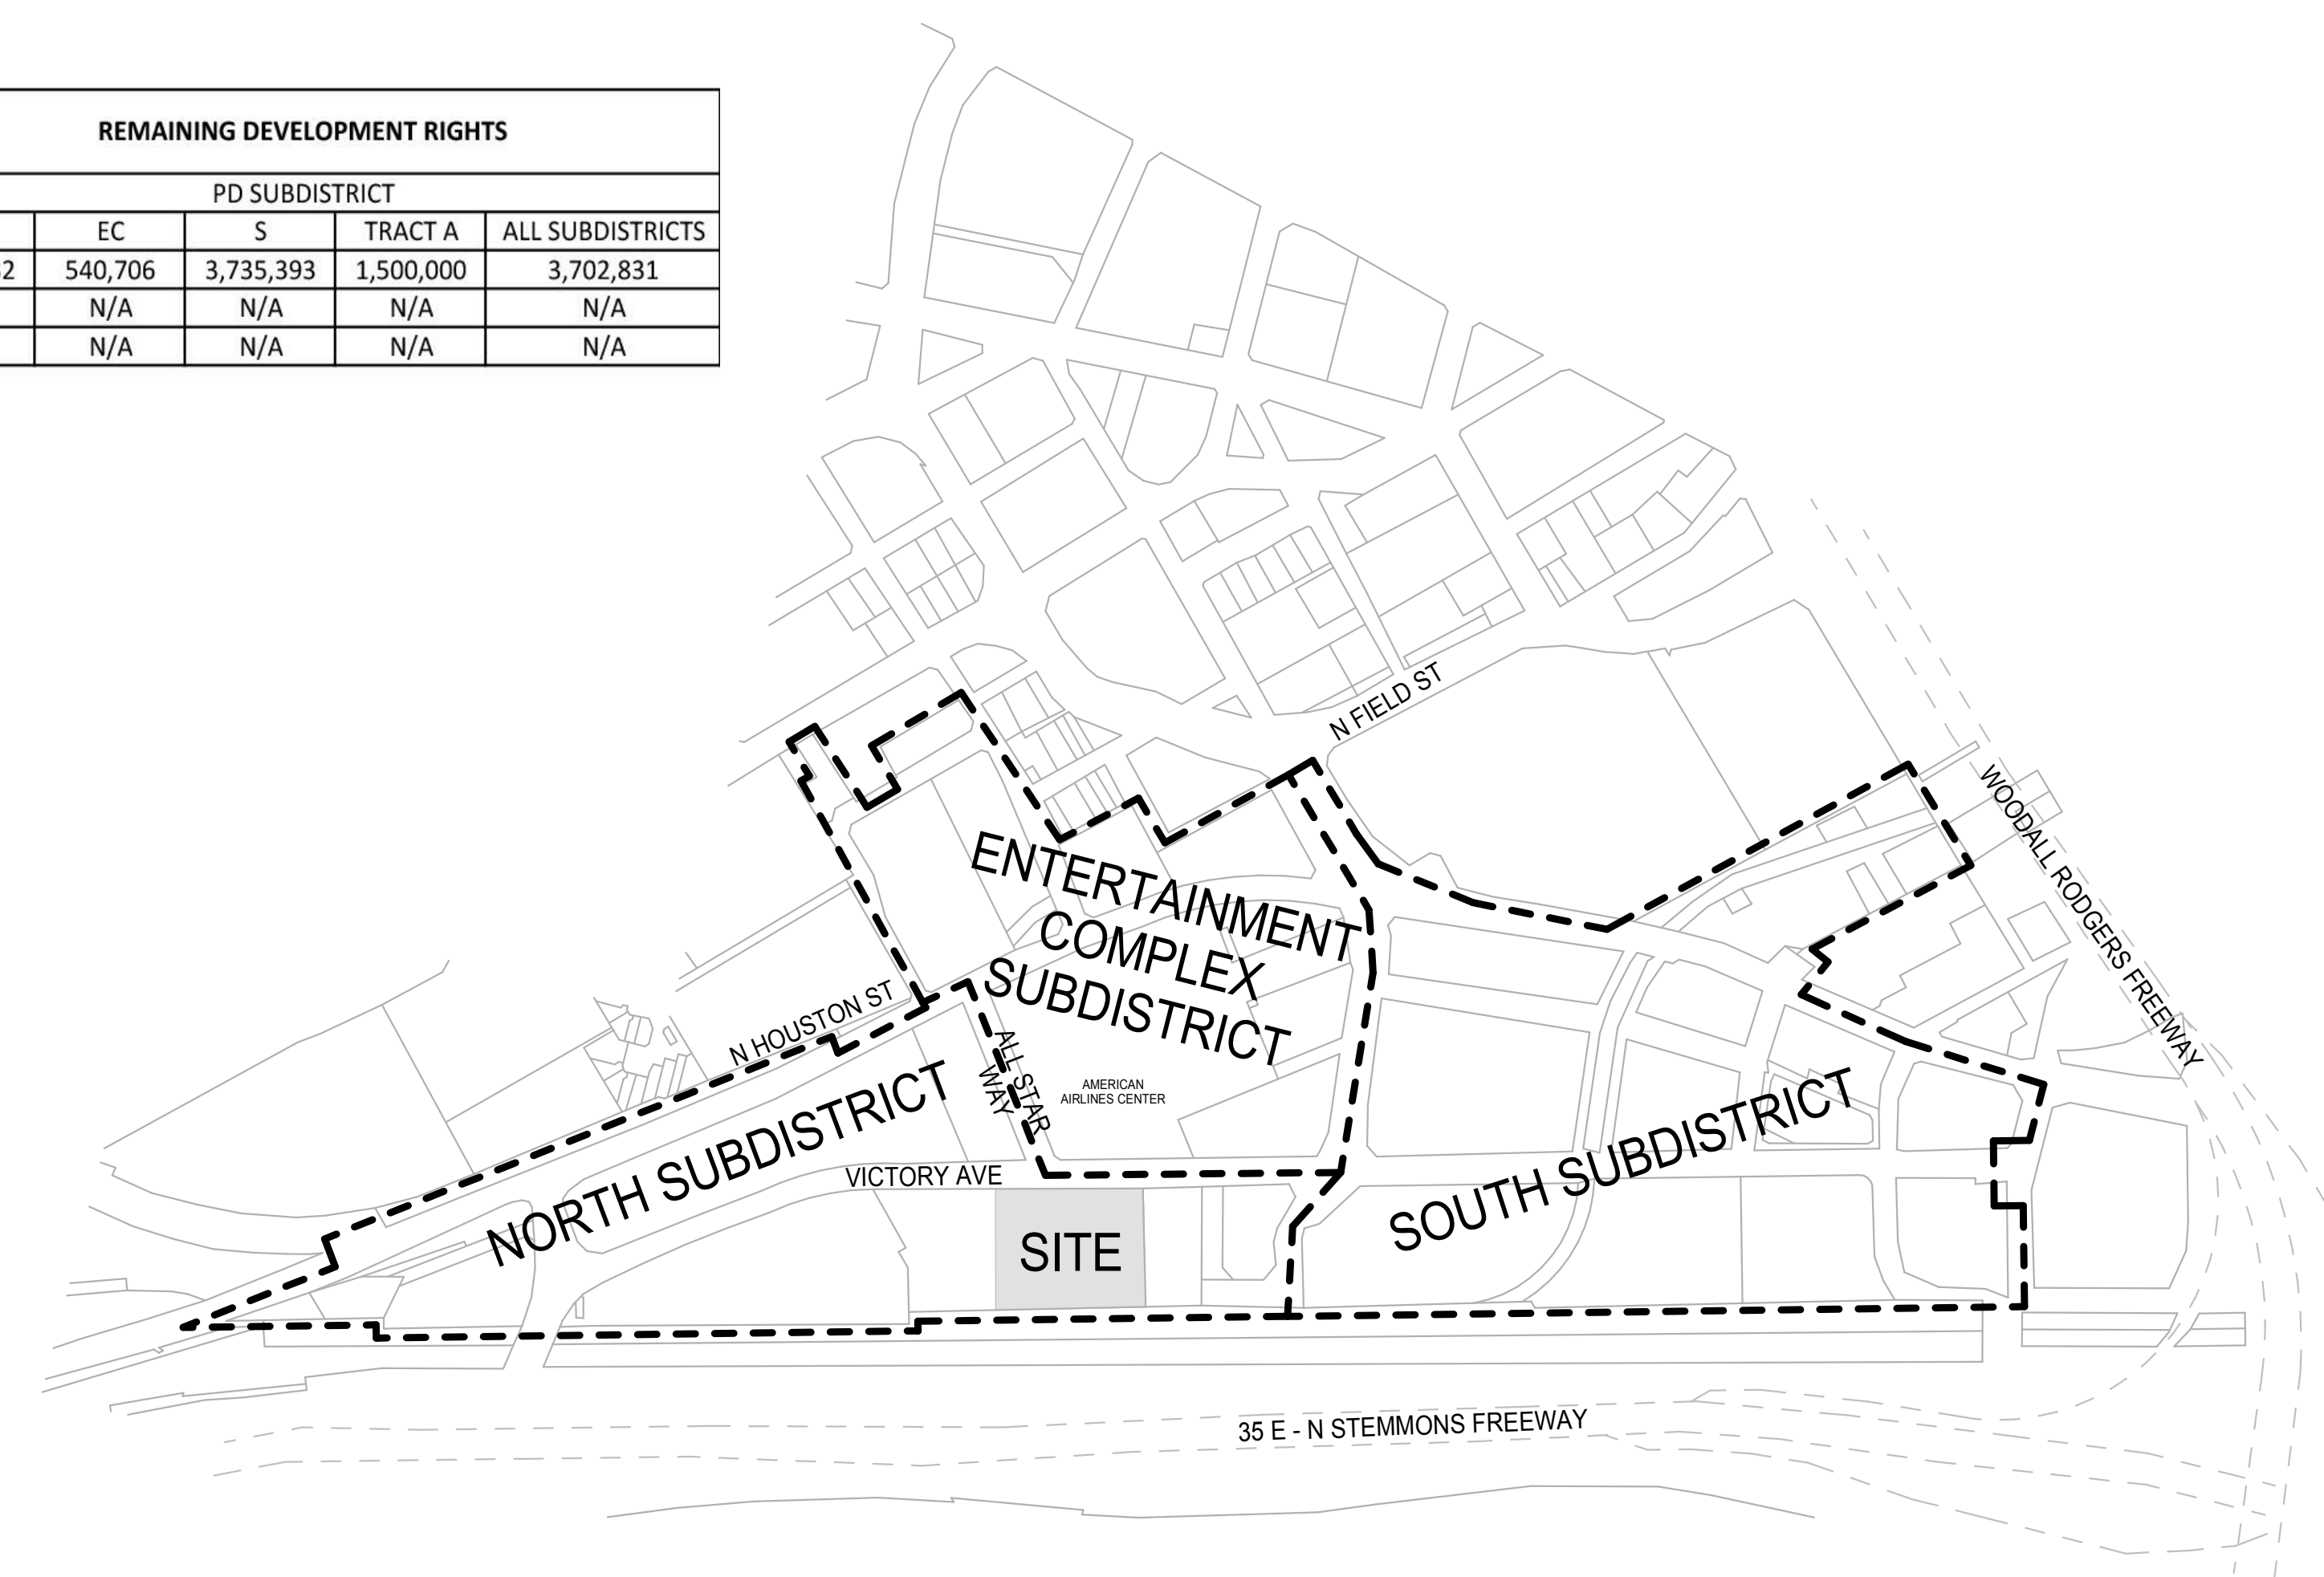 REMAINING DEVELOPMENT RIGHTS
PD SUBDISTRICT
EC S TRACT A ALL SUBDISTRICTS
540,706 3,735,393 1,500,000 3,702,831
N/A N/A N/A N/A
N/A N/A N/A N/A
N FIELD ST
WOODALL RODGERS FREEWAY
ENTERTAINMENT
COMPLEX
SUBDISTRICT
N HOUSTON ST
ALL STAR
WAY
AMERICAN
AIRLINES CENTER
NORTH SUBDISTRICT
VICTORY AVE
SOUTH SUBDISTRICT
SITE
35 E - N STEMMONS FREEWAY